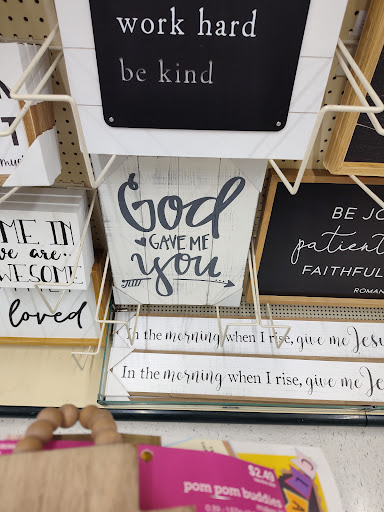 work hard
be kind
God
GAVE ME
you
ME IN
we are
AWESOME
loved
BE JO
patient
FAITHFUL
ROMAN
In the morning when I rise, give me Jesu
In the morning when I rise, give me Je
$2.49
pom pom buddies